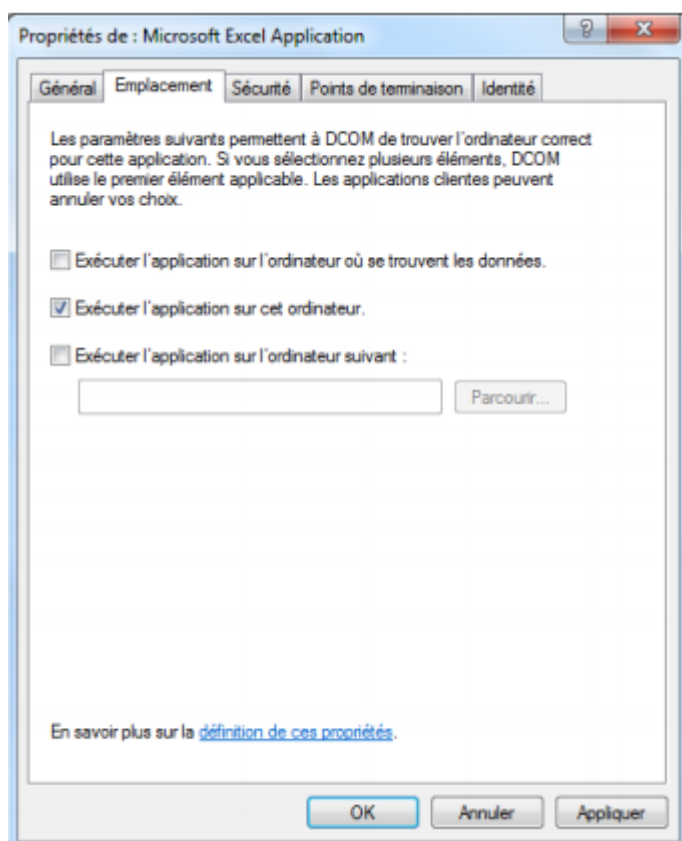 Propriétés de : Microsoft Excel Application
Général Emplacement Sécurité Points de terminaison Identité
Les paramètres suivants permettent à DCOM de trouver l'ordinateur correct
pour cette application. Si vous sélectionnez plusieurs éléments, DCOM
utilise le premier élément applicable. Les applications clientes peuvent
annuler vos choix.
Exécuter l'application sur l'ordinateur où se trouvent les données.
Exécuter l'application sur cet ordinateur.
Exécuter l'application sur l'ordinateur suivant :
Parcourir...
En savoir plus sur la définition de ces propriétés.
OK Annuler Appliquer